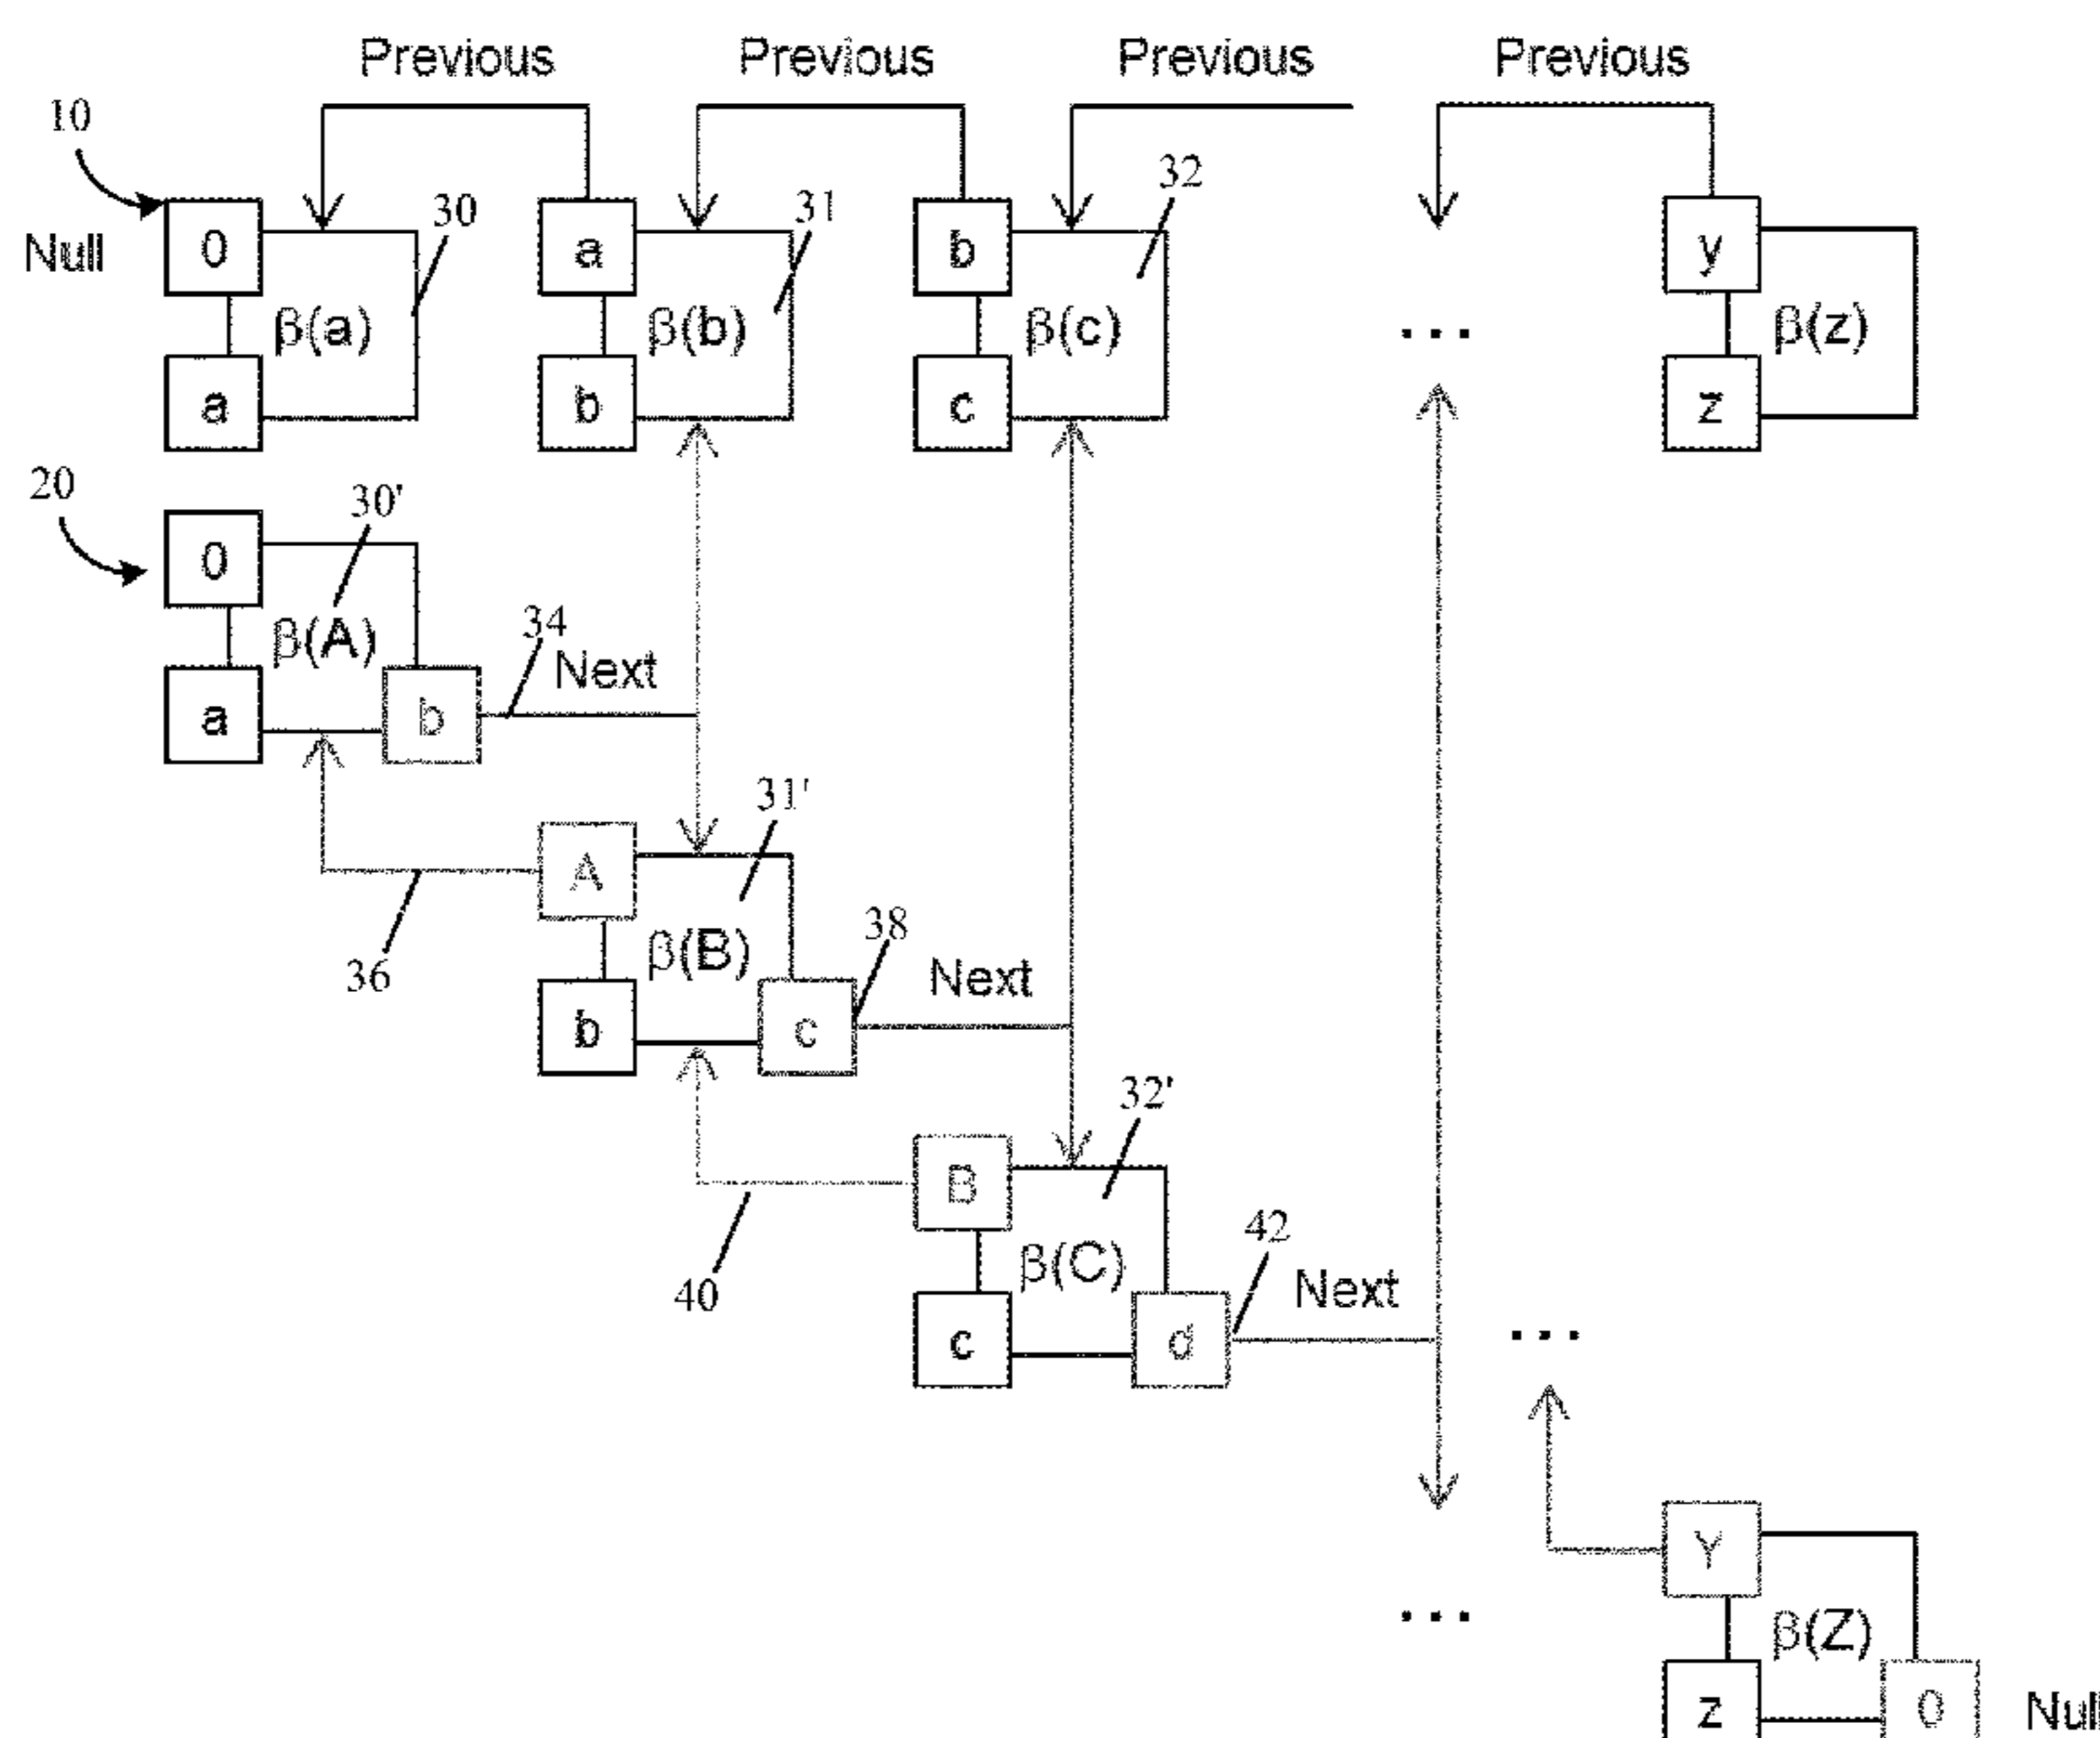 Previous Previous Previous Previous
10
32
30
31
Null 0 a b y
β(a) β(b) β(c) ... β(z)
a b c z
20
30'
0
34
β(A)
Next
a b
31'
A
38
β(B)
36
Next
b c
32'
B
42
β(C)
40
Next
c d
...
Y
... β(Z)
z 0 Null